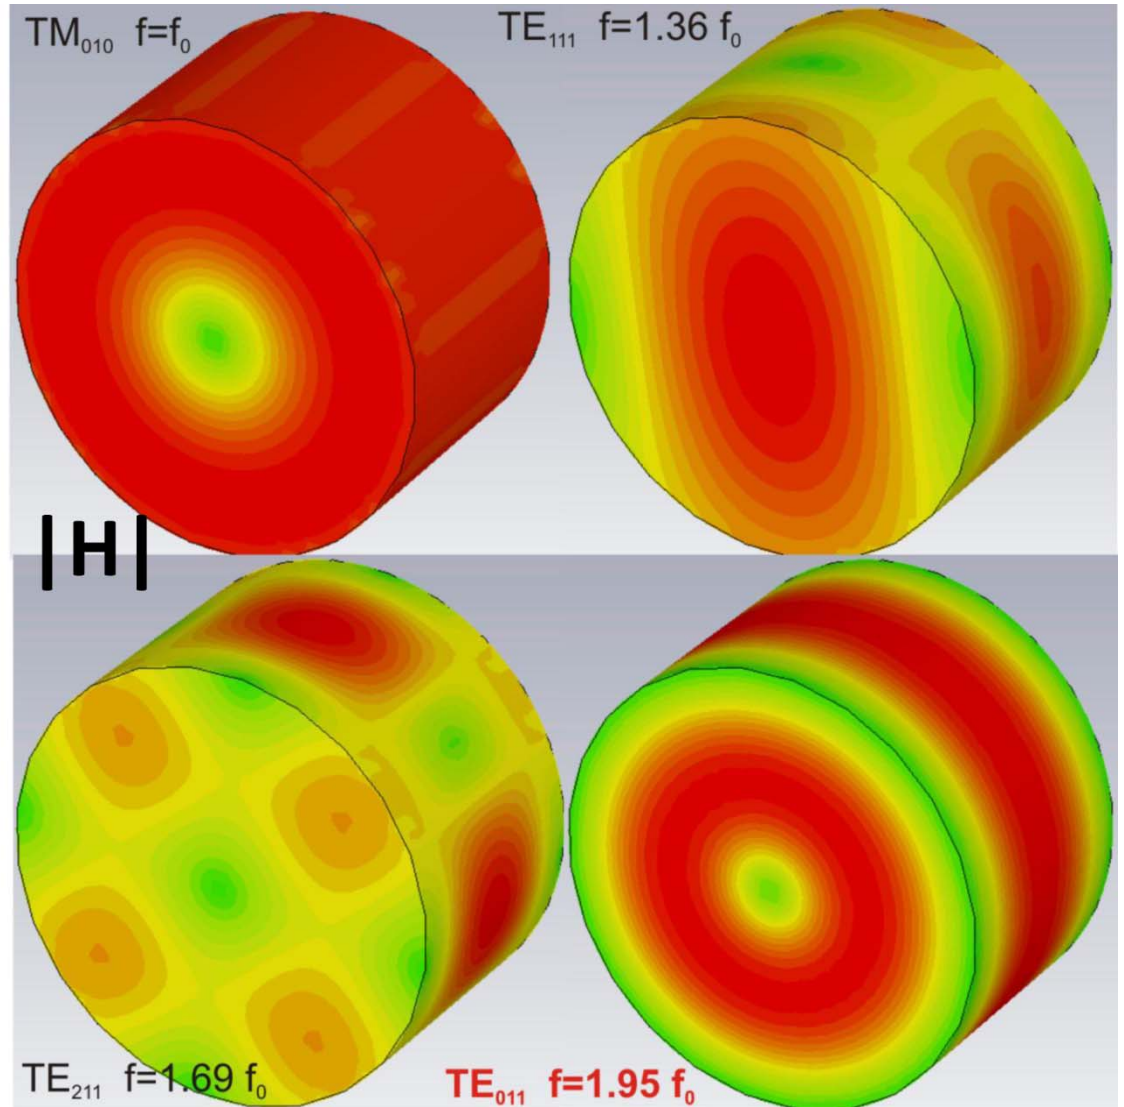 TM₀₁₀ f=f₀
TE₁₁₁ f=1.36 f₀
|H|
TE₂₁₁ f=1.69 f₀
TE₀₁₁ f=1.95 f₀